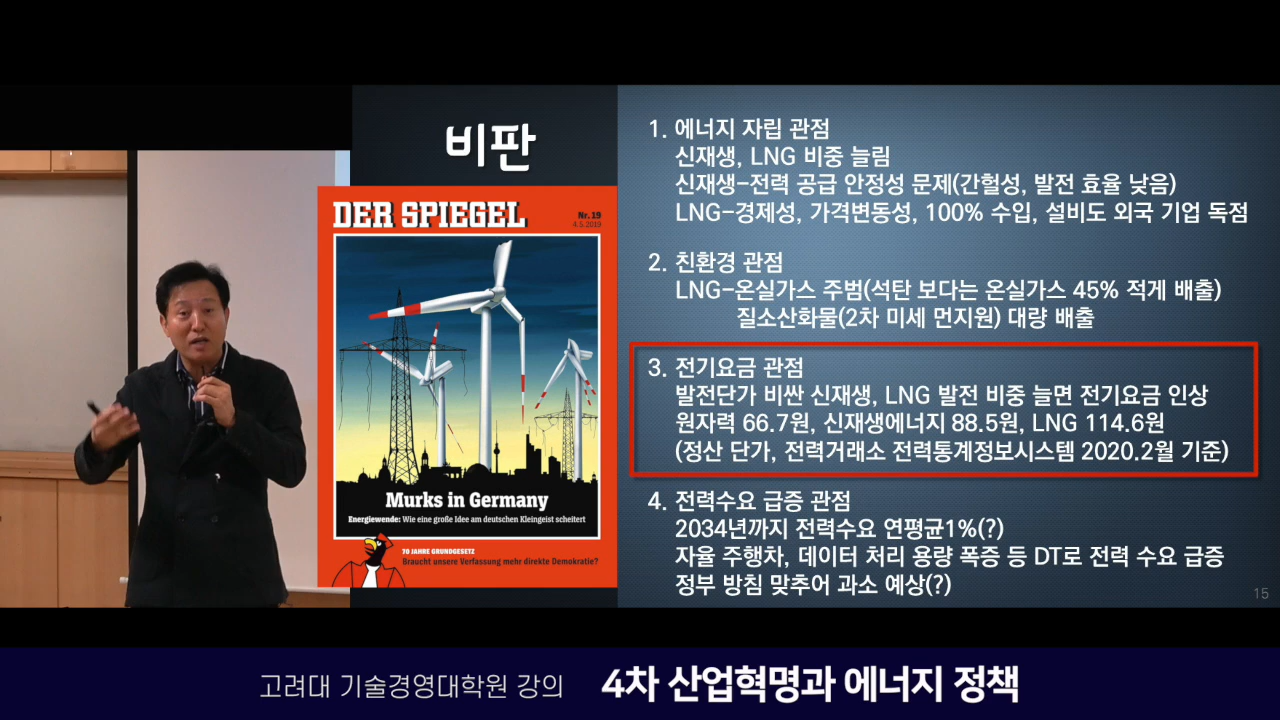 비판
DER SPIEGEL
Nr. 19
4.5.2019
Murks in Germany
Energiewende: Wie eine große Idee am deutschen Kleingeist scheitert
70 JAHRE GRUNDGESETZ
Braucht unsere Verfassung mehr direkte Demokratie?
1. 에너지 자립 관점
신재생, LNG 비중 늘림
신재생-전력 공급 안정성 문제(간헐성, 발전 효율 낮음)
LNG-경제성, 가격변동성, 100% 수입, 설비도 외국 기업 독점
2. 친환경 관점
LNG-온실가스 주범(석탄 보다는 온실가스 45% 적게 배출)
질소산화물(2차 미세 먼지원) 대량 배출
3. 전기요금 관점
발전단가 비싼 신재생, LNG 발전 비중 늘면 전기요금 인상
원자력 66.7원, 신재생에너지 88.5원, LNG 114.6원
(정산 단가, 전력거래소 전력통계정보시스템 2020.2월 기준)
4. 전력수요 급증 관점
2034년까지 전력수요 연평균1%(?)
자율 주행차, 데이터 처리 용량 폭증 등 DT로 전력 수요 급증
정부 방침 맞추어 과소 예상(?)
15
고려대 기술경영대학원 강의 4차 산업혁명과 에너지 정책